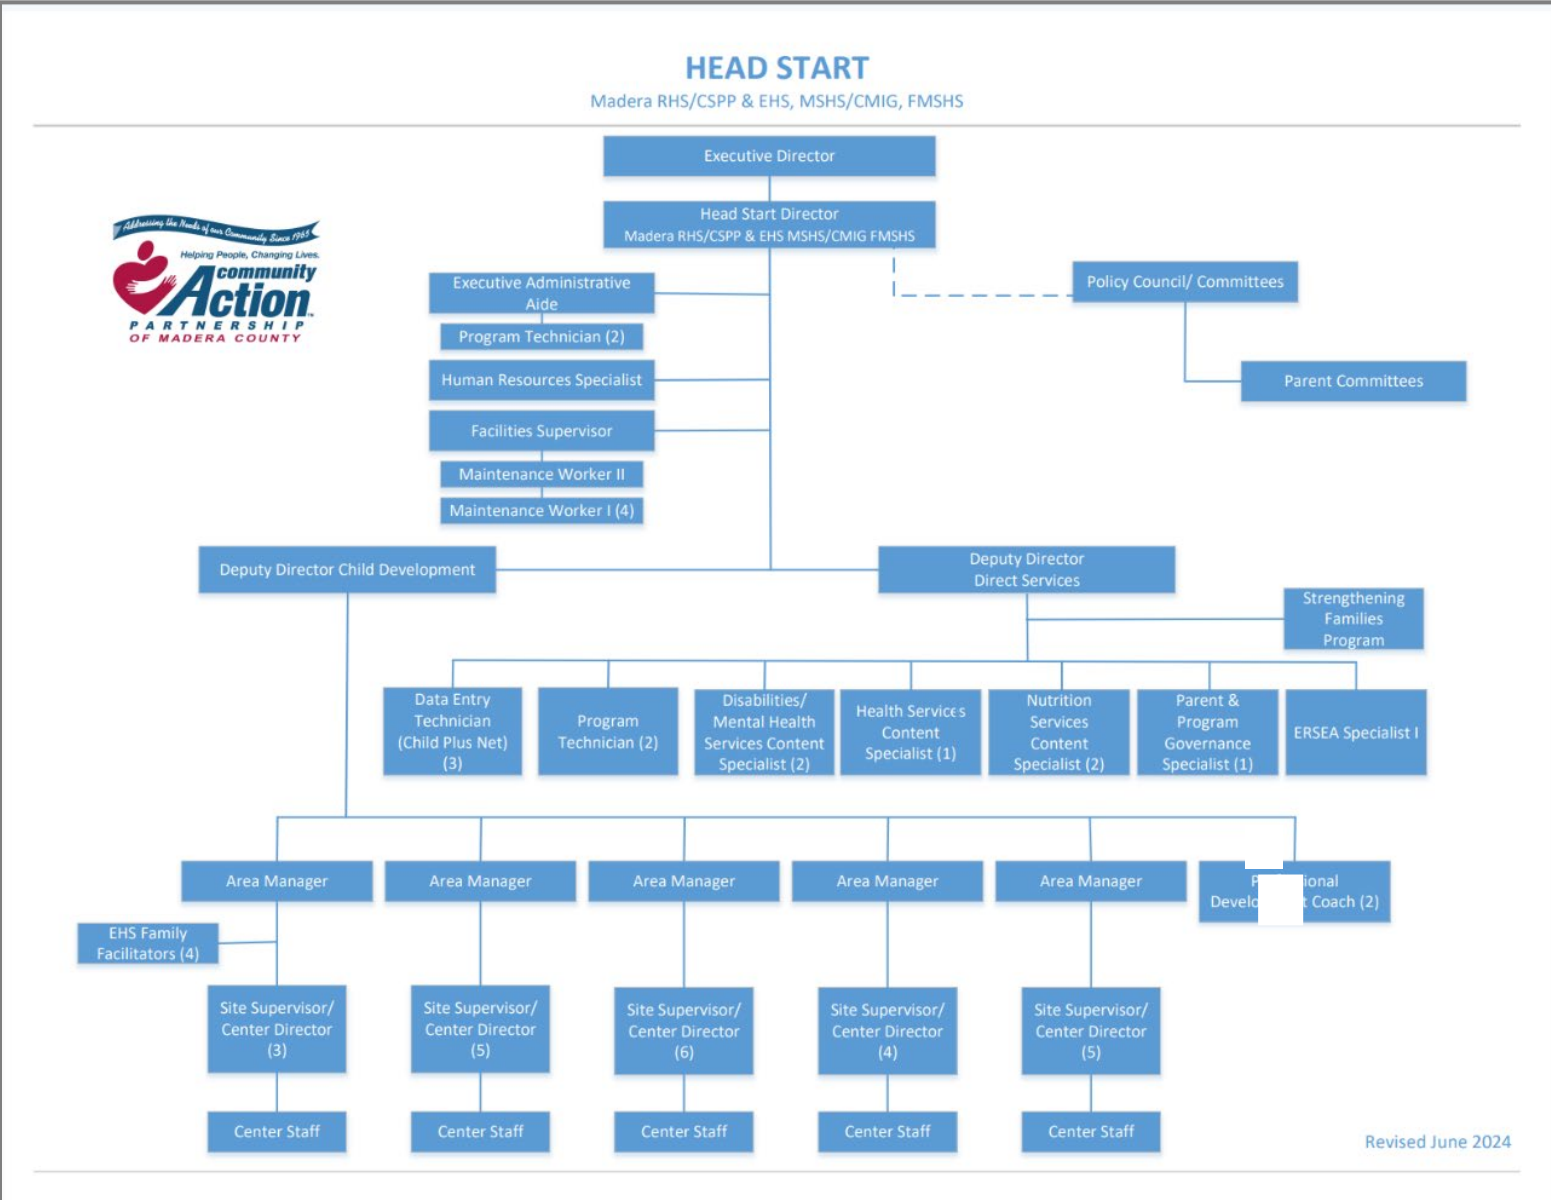 HEAD START
Madera RHS/CSPP & EHS, MSHS/CMIG, FMSHS
Executive Director
Head Start Director
Madera RHS/CSPP & EHS MSHS/CMIG FMSHS
Addressing the Needs of our Community Since 1965
Helping People, Changing Lives.
community
Action
PARTNERSHIP
OF MADERA COUNTY
Executive Administrative
Aide
Program Technician (2)
Human Resources Specialist
Facilities Supervisor
Maintenance Worker II
Maintenance Worker I (4)
Policy Council/ Committees
Parent Committees
Deputy Director Child Development
Deputy Director
Direct Services
Strengthening
Families
Program
Data Entry
Technician
(Child Plus Net)
(3)
Program
Technician (2)
Disabilities/
Mental Health
Services Content
Specialist (2)
Health Services
Content
Specialist (1)
Nutrition
Services
Content
Specialist (2)
Parent &
Program
Governance
Specialist (1)
ERSEA Specialist I
Area Manager
Area Manager
Area Manager
Area Manager
Area Manager
Coach (2)
EHS Family
Facilitators (4)
Site Supervisor/
Center Director
(3)
Site Supervisor/
Center Director
(5)
Site Supervisor/
Center Director
(6)
Site Supervisor/
Center Director
(4)
Site Supervisor/
Center Director
(5)
Center Staff
Center Staff
Center Staff
Center Staff
Center Staff
Revised June 2024